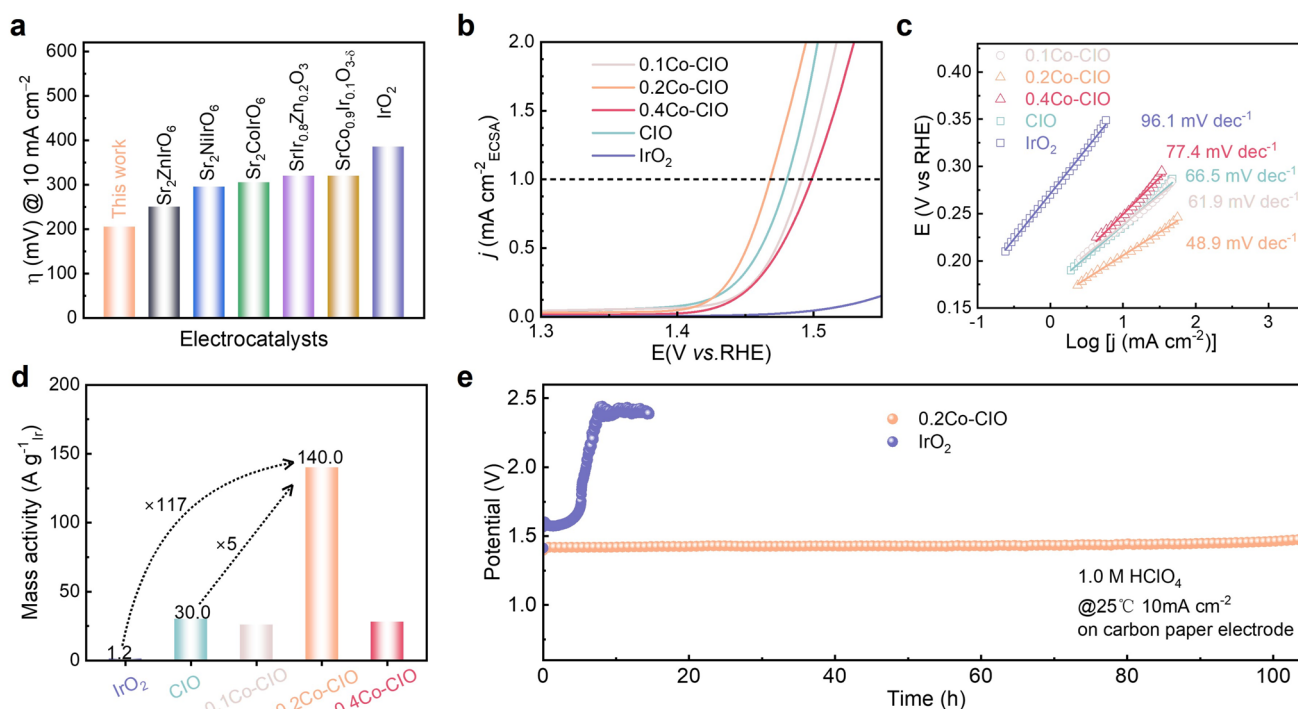 a
η (mV) @ 10 mA cm⁻²
600
500
400
300
200
100
0
This work
Sr₂ZnIrO₆
Sr₂NiIrO₆
Sr₂CoIrO₆
SrIr₀.₈Zn₀.₂O₃
SrCo₀.₉Ir₀.₁O₃₋δ
IrO₂
Electrocatalysts
b
j (mA cm⁻²ECSA)
2.0
1.5
1.0
0.5
0.0
0.1Co-CIO
0.2Co-CIO
0.4Co-CIO
CIO
IrO₂
1.3
1.4
1.5
E(V vs.RHE)
c
E (V vs RHE)
0.45
0.40
0.35
0.30
0.25
0.20
0.15
0.1Co-CIO
0.2Co-CIO
0.4Co-CIO
CIO
IrO₂
96.1 mV dec⁻¹
77.4 mV dec⁻¹
66.5 mV dec⁻¹
61.9 mV dec⁻¹
48.9 mV dec⁻¹
-1
0
1
2
3
Log [j (mA cm⁻²)]
d
Mass activity (A g⁻¹Ir)
200
150
100
50
0
×117
×5
1.2
30.0
140.0
IrO₂
CIO
0.1Co-CIO
0.2Co-CIO
0.4Co-CIO
e
Potential (V)
2.5
2.0
1.5
1.0
0.2Co-CIO
IrO₂
1.0 M HClO₄
@25℃ 10mA cm⁻²
on carbon paper electrode
0
20
40
60
80
100
Time (h)